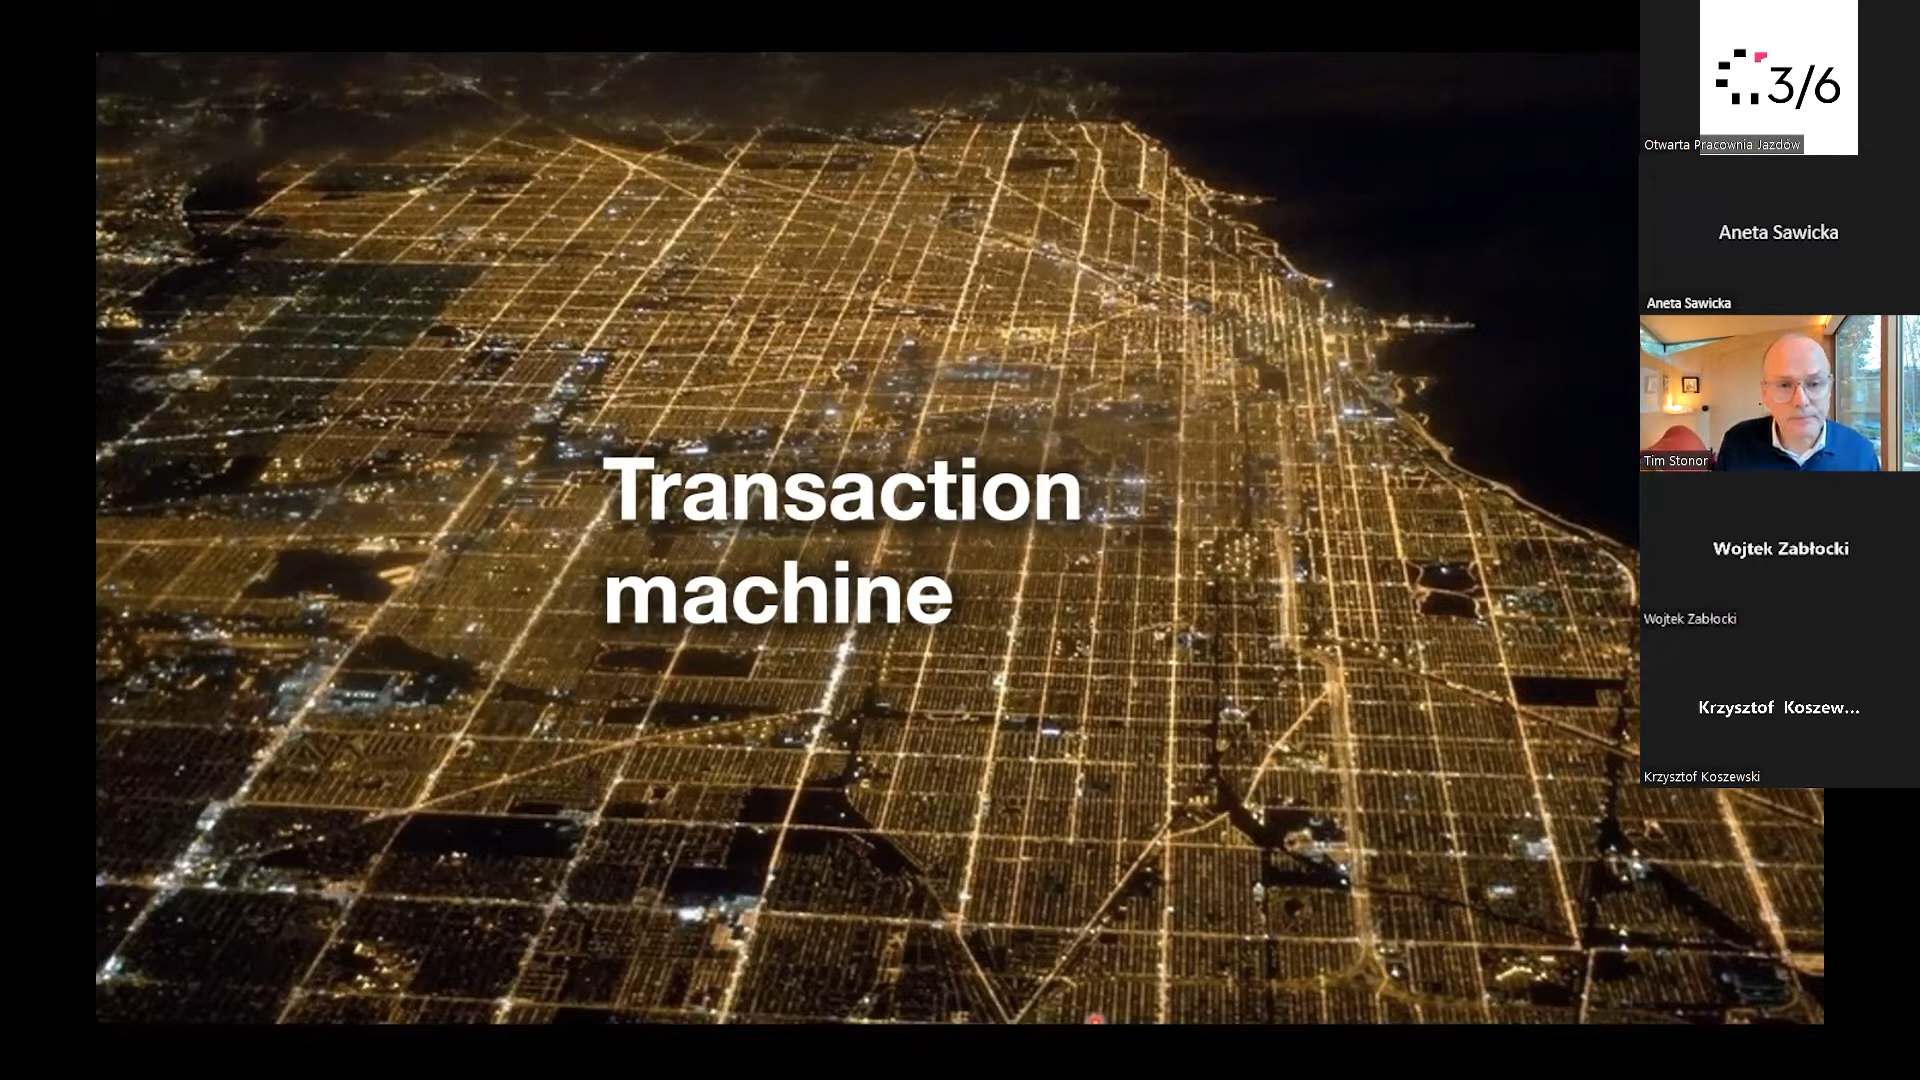 Transaction
machine
3/6
Otwarta Pracownia Jazdów
Aneta Sawicka
Aneta Sawicka
Tim Stonor
Wojtek Zabłocki
Wojtek Zabłocki
Krzysztof Koszew...
Krzysztof Koszewski